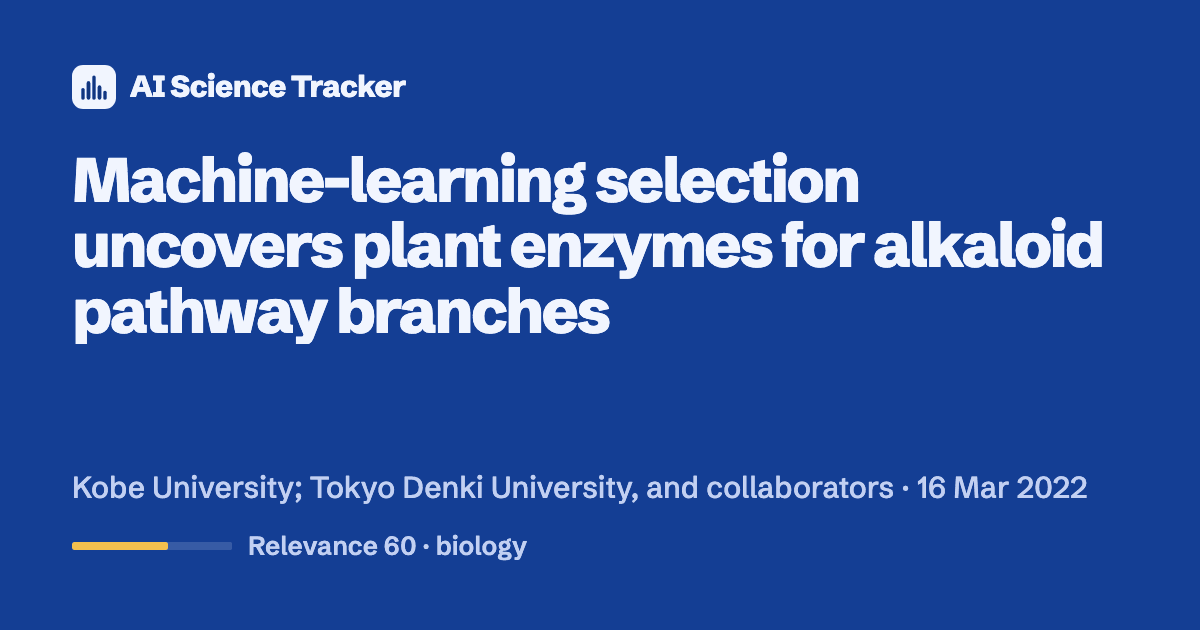 AI Science Tracker
Machine-learning selection
uncovers plant enzymes for alkaloid
pathway branches
Kobe University; Tokyo Denki University, and collaborators · 16 Mar 2022
Relevance 60 · biology